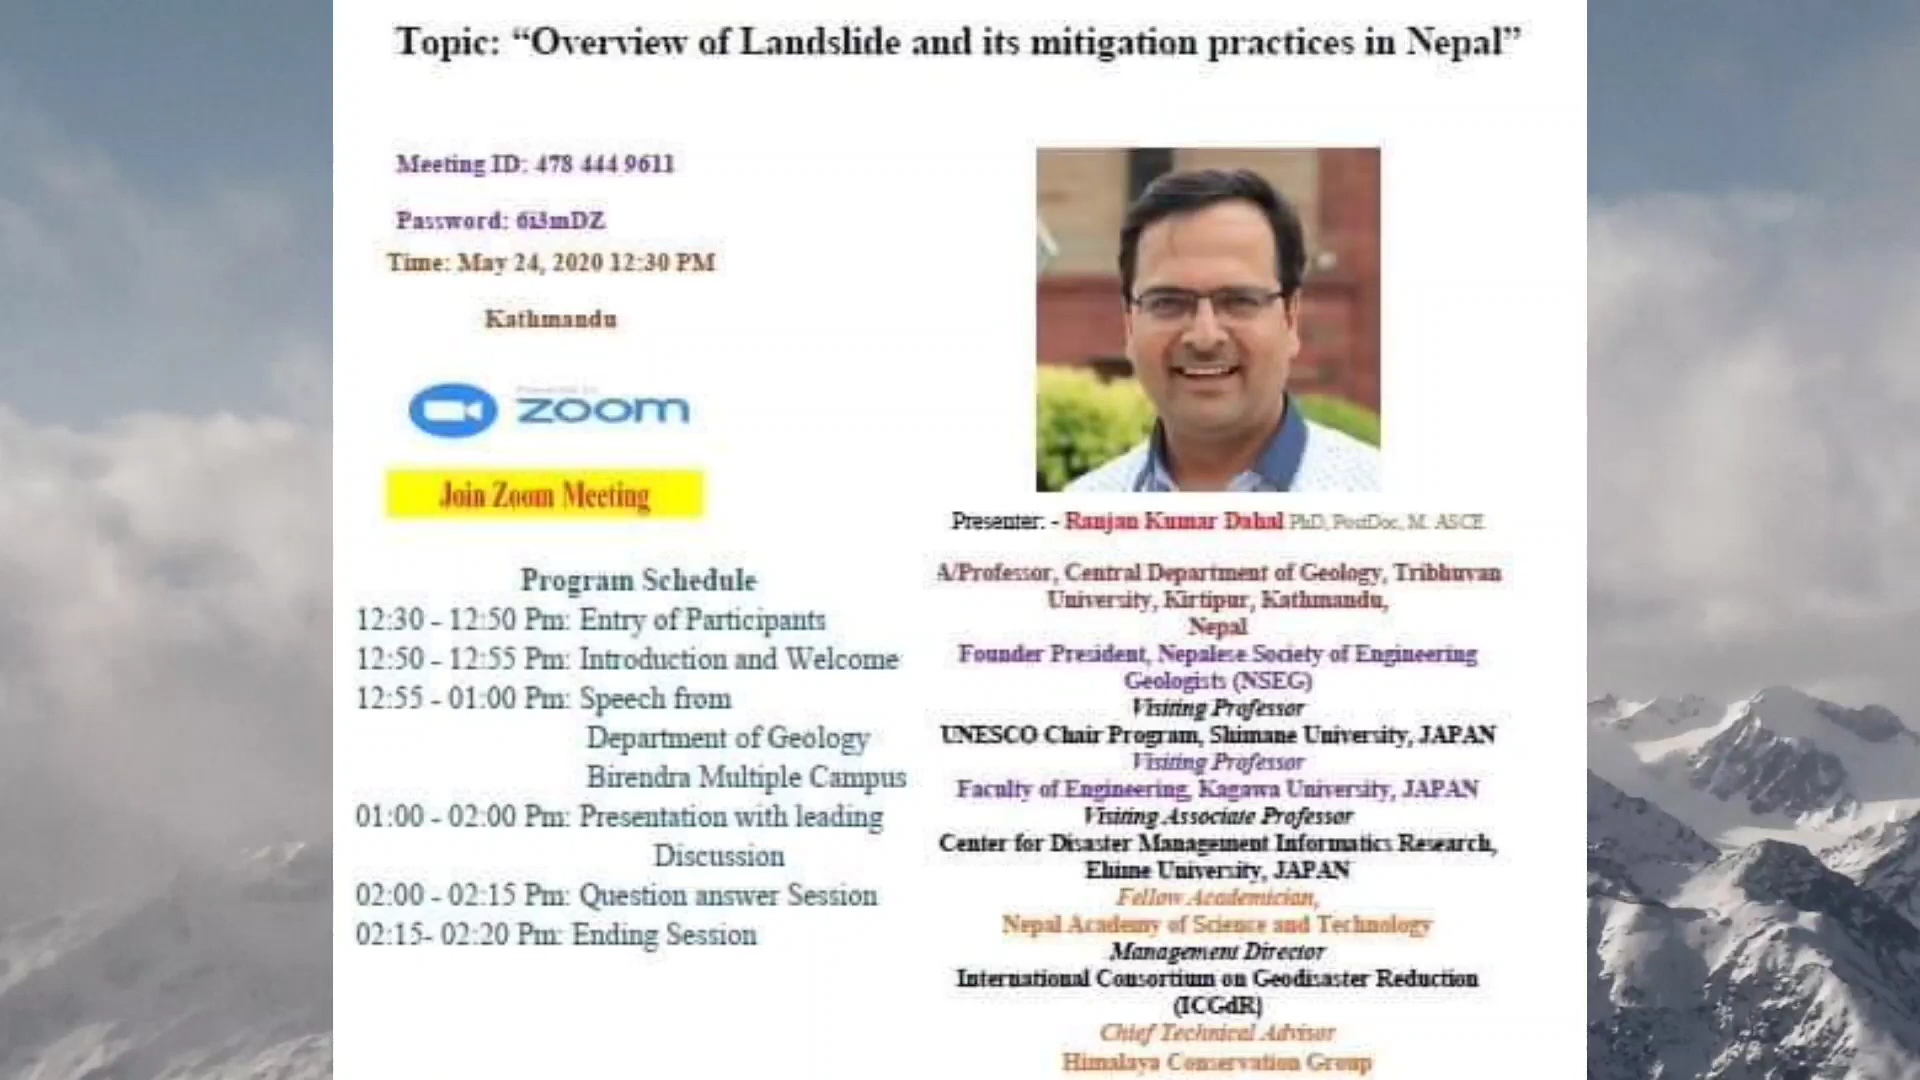 Topic: “Overview of Landslide and its mitigation practices in Nepal”
Meeting ID: 478 444 9611
Password: 6i3mDZ
Time: May 24, 2020 12:30 PM
Kathmandu
zoom
Join Zoom Meeting
Program Schedule
12:30 - 12:50 Pm: Entry of Participants
12:50 - 12:55 Pm: Introduction and Welcome
12:55 - 01:00 Pm: Speech from
Department of Geology
Birendra Multiple Campus
01:00 - 02:00 Pm: Presentation with leading
Discussion
02:00 - 02:15 Pm: Question answer Session
02:15- 02:20 Pm: Ending Session
Presenter: - Ranjan Kumar Dahal PhD, PostDoc, M. ASCE
A/Professor, Central Department of Geology, Tribhuvan
University, Kirtipur, Kathmandu,
Nepal
Founder President, Nepalese Society of Engineering
Geologists (NSEG)
Visiting Professor
UNESCO Chair Program, Shimane University, JAPAN
Visiting Professor
Faculty of Engineering, Kagawa University, JAPAN
Visiting Associate Professor
Center for Disaster Management Informatics Research,
Ehime University, JAPAN
Fellow Academician,
Nepal Academy of Science and Technology
Management Director
International Consortium on Geodisaster Reduction
(ICGdR)
Chief Technical Advisor
Himalaya Conservation Group